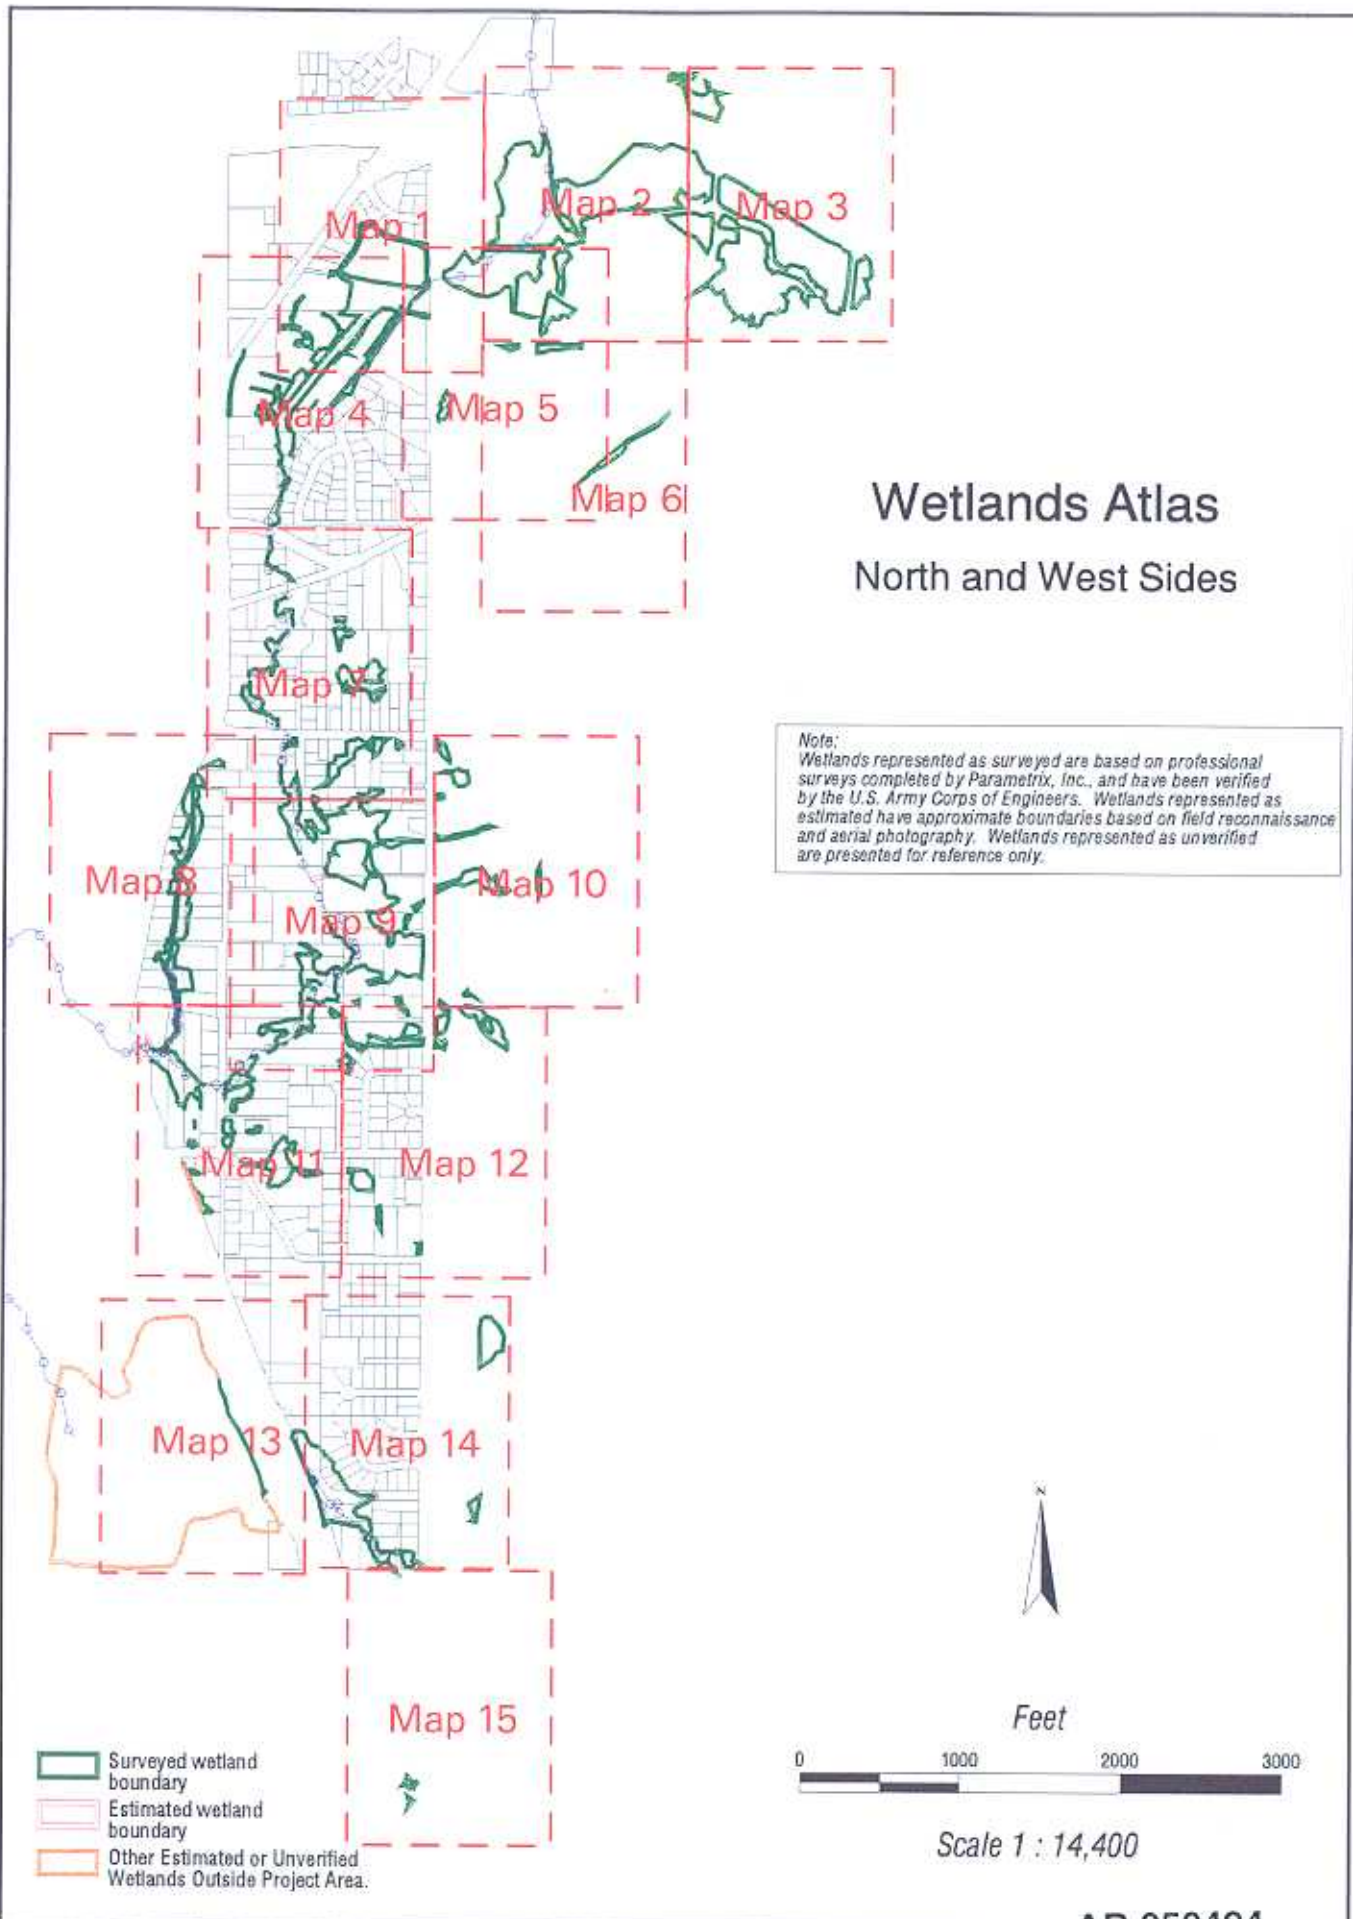 Map 1
Map 2
Map 3
Map 4
Map 5
Map 6
Wetlands Atlas
North and West Sides
Map 7
Note:
Wetlands represented as surveyed are based on professional
surveys completed by Parametrix, Inc., and have been verified
by the U.S. Army Corps of Engineers. Wetlands represented as
estimated have approximate boundaries based on field reconnaissance
and aerial photography. Wetlands represented as unverified
are presented for reference only.
Map 8
Map 9
Map 10
Map 11
Map 12
Map 13
Map 14
N
Map 15
Feet
0 1000 2000 3000
Scale 1 : 14,400
Surveyed wetland
boundary
Estimated wetland
boundary
Other Estimated or Unverified
Wetlands Outside Project Area.